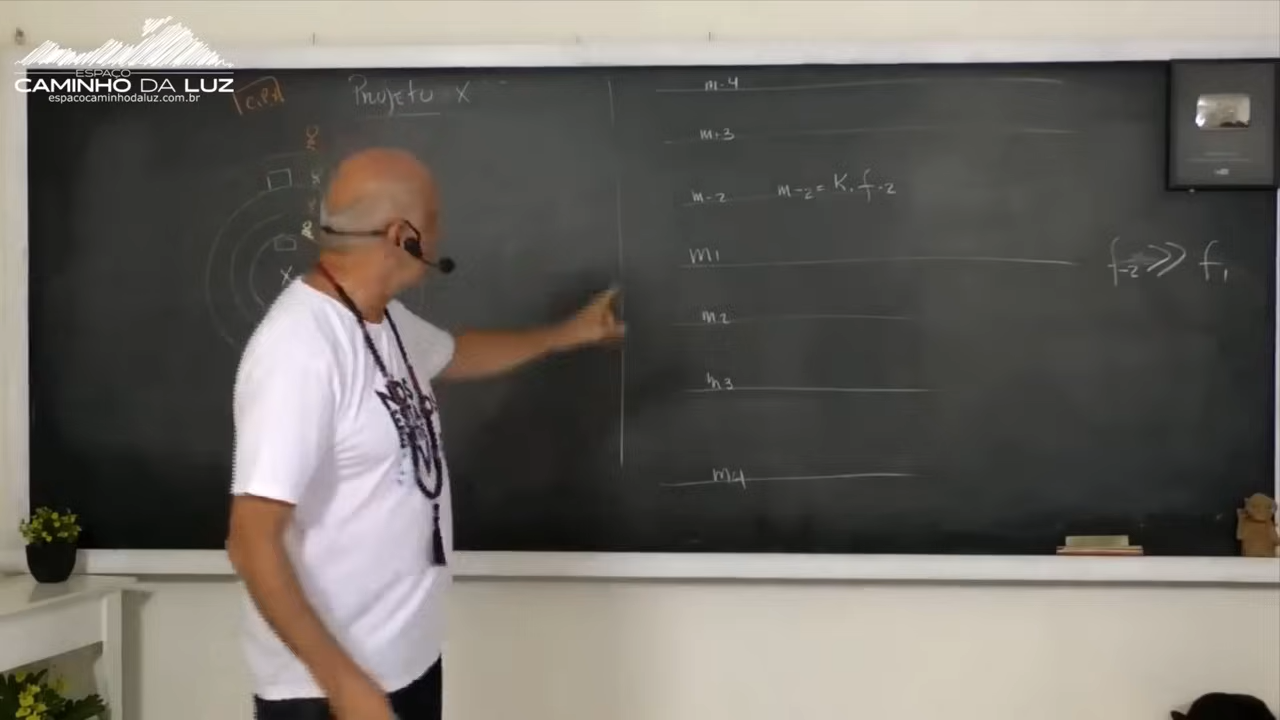 ESPAÇO
CAMINHO DA LUZ
espacocaminhodaluz.com.br
Projeto X
X
m-4
m-3
m-2 m-2 = K. f-2
m1
f-2 >> f1
m2
m3
m4